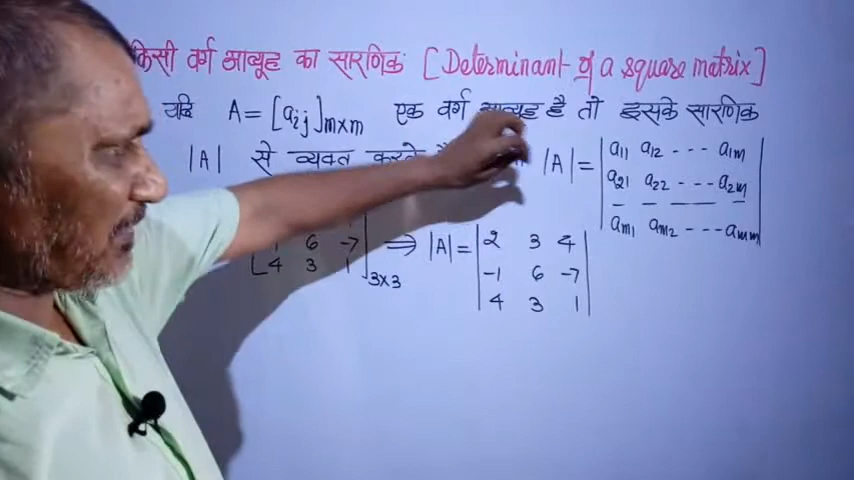 किसी वर्ग आव्यूह का सारणिक [Determinant of a square matrix]
यदि A = [aij]m×m एक वर्ग आव्यूह है तो इसके सारणिक
|A| से व्यक्त करते |A| = | a11 a12 --- a1m |
| a21 a22 --- a2m |
| – – — – |
| am1 am2 --- amm |
6 -7 ⇒ |A| = | 2 3 4 |
4 3 1 ]3×3 | -1 6 -7 |
| 4 3 1 |